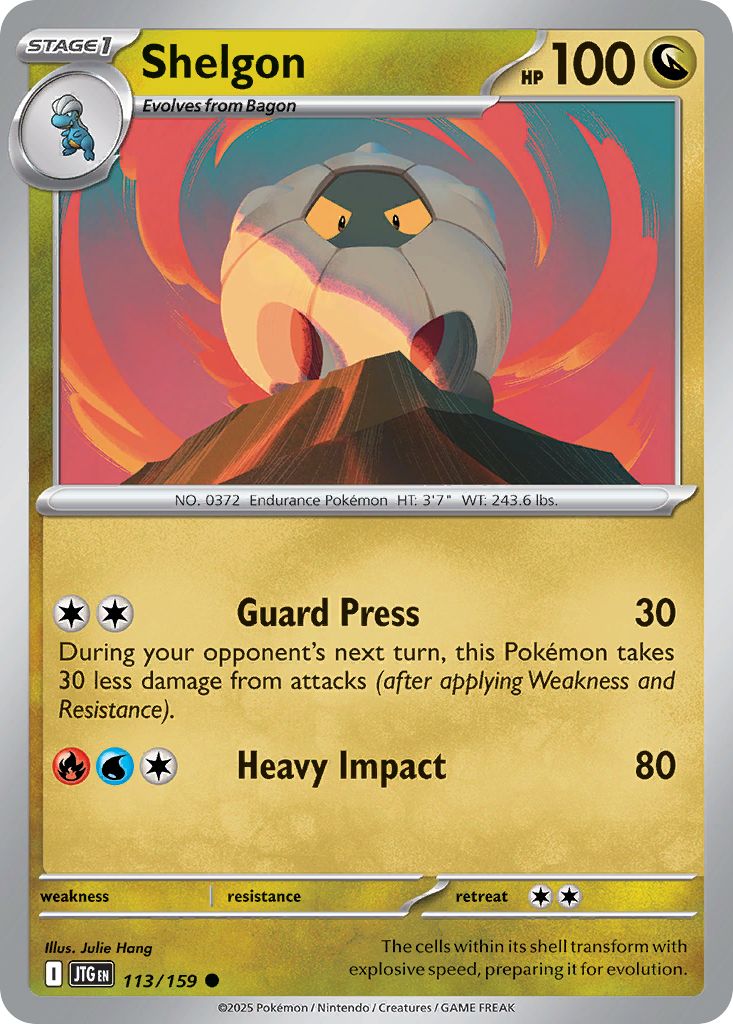 STAGE 1
Shelgon
HP 100
Evolves from Bagon
NO. 0372 Endurance Pokémon HT: 3'7" WT: 243.6 lbs.
Guard Press 30
During your opponent's next turn, this Pokémon takes
30 less damage from attacks (after applying Weakness and
Resistance).
Heavy Impact 80
weakness
resistance
retreat
Illus. Julie Hang
The cells within its shell transform with
explosive speed, preparing it for evolution.
I JTG EN 113/159
©2025 Pokémon / Nintendo / Creatures / GAME FREAK